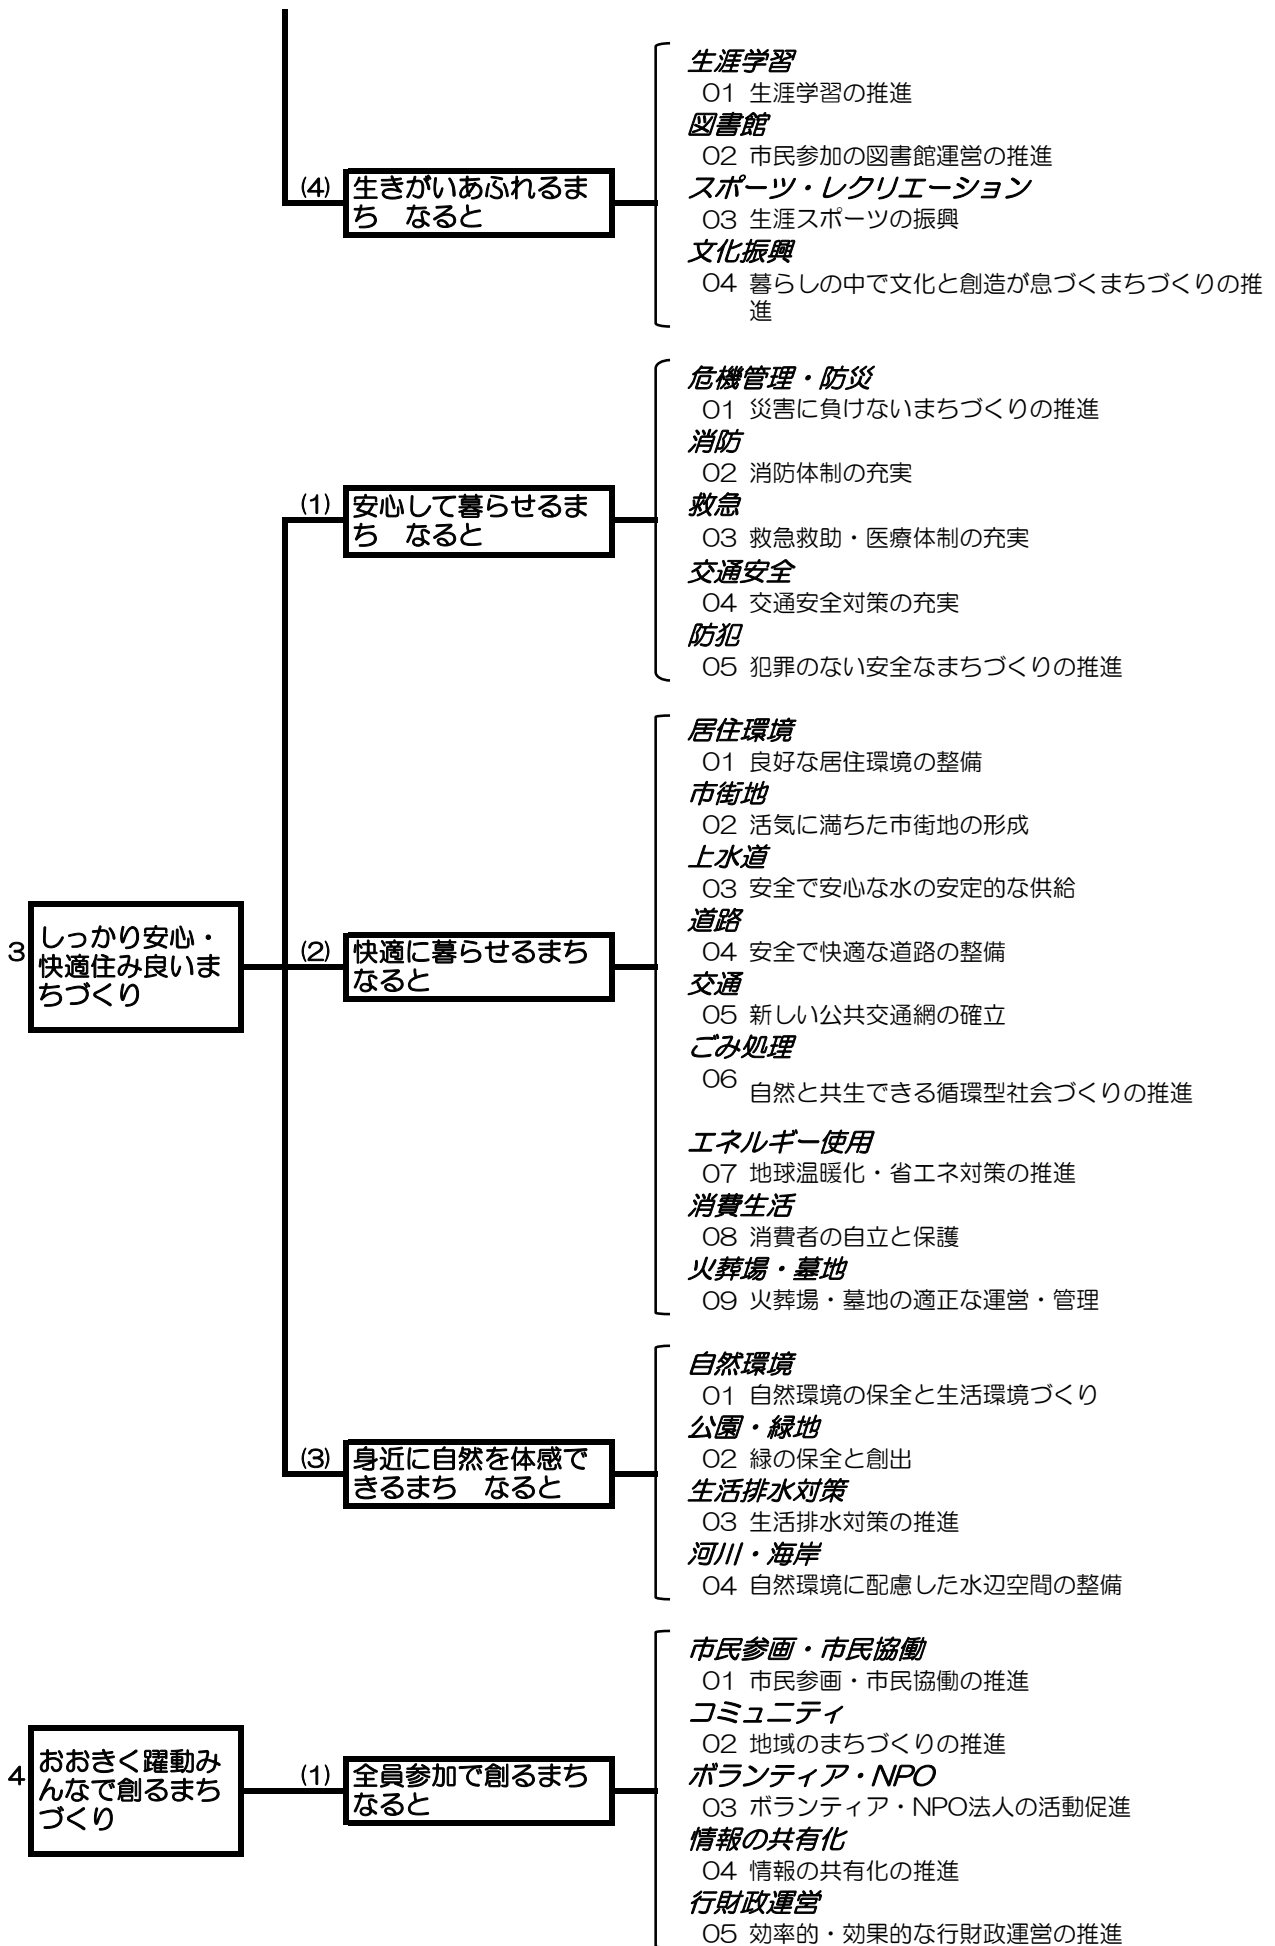 (4)
生きがいあふれるま
ち　なると
生涯学習
01 生涯学習の推進
図書館
02 市民参加の図書館運営の推進
スポーツ・レクリエーション
03 生涯スポーツの振興
文化振興
04 暮らしの中で文化と創造が息づくまちづくりの推
進
3
しっかり安心・
快適住み良いま
ちづくり
(1)
安心して暮らせるま
ち　なると
危機管理・防災
01 災害に負けないまちづくりの推進
消防
02 消防体制の充実
救急
03 救急救助・医療体制の充実
交通安全
04 交通安全対策の充実
防犯
05 犯罪のない安全なまちづくりの推進
(2)
快適に暮らせるまち
なると
居住環境
01 良好な居住環境の整備
市街地
02 活気に満ちた市街地の形成
上水道
03 安全で安心な水の安定的な供給
道路
04 安全で快適な道路の整備
交通
05 新しい公共交通網の確立
ごみ処理
06 自然と共生できる循環型社会づくりの推進
エネルギー使用
07 地球温暖化・省エネ対策の推進
消費生活
08 消費者の自立と保護
火葬場・墓地
09 火葬場・墓地の適正な運営・管理
(3)
身近に自然を体感で
きるまち　なると
自然環境
01 自然環境の保全と生活環境づくり
公園・緑地
02 緑の保全と創出
生活排水対策
03 生活排水対策の推進
河川・海岸
04 自然環境に配慮した水辺空間の整備
4
おおきく躍動み
んなで創るまち
づくり
(1)
全員参加で創るまち
なると
市民参画・市民協働
01 市民参画・市民協働の推進
コミュニティ
02 地域のまちづくりの推進
ボランティア・NPO
03 ボランティア・NPO法人の活動促進
情報の共有化
04 情報の共有化の推進
行財政運営
05 効率的・効果的な行財政運営の推進